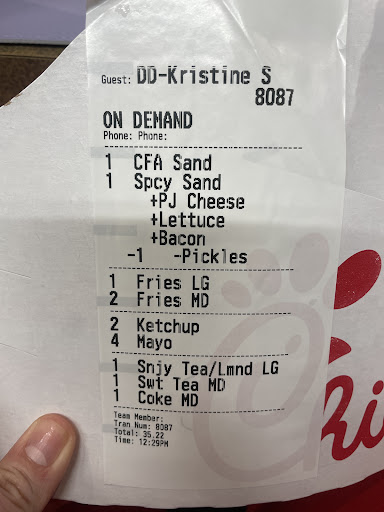 Guest: DD-Kristine S
8087
ON DEMAND
Phone: Phone:
1 CFA Sand
1 Spcy Sand
+PJ Cheese
+Lettuce
+Bacon
-1 -Pickles
1 Fries LG
2 Fries MD
2 Ketchup
4 Mayo
1 Snjy Tea/Lmnd LG
1 Swt Tea MD
1 Coke MD
Team Member:
Tran Num: 8087
Total: 35.22
Time: 12:29PM